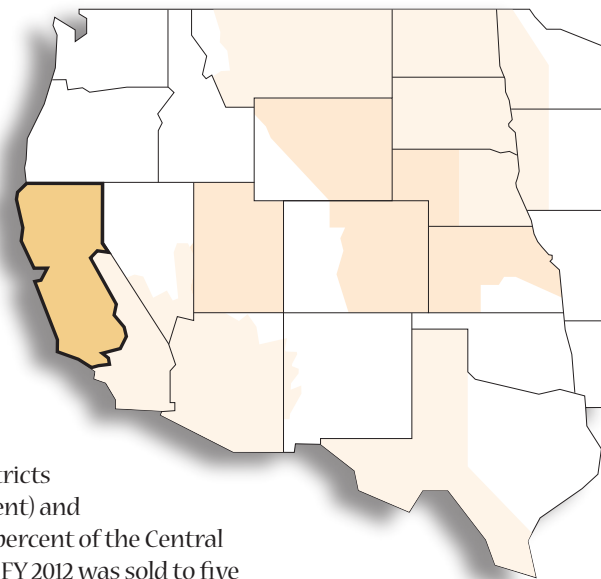 tricts
ent) and
percent of the Central
FY 2012 was sold to five